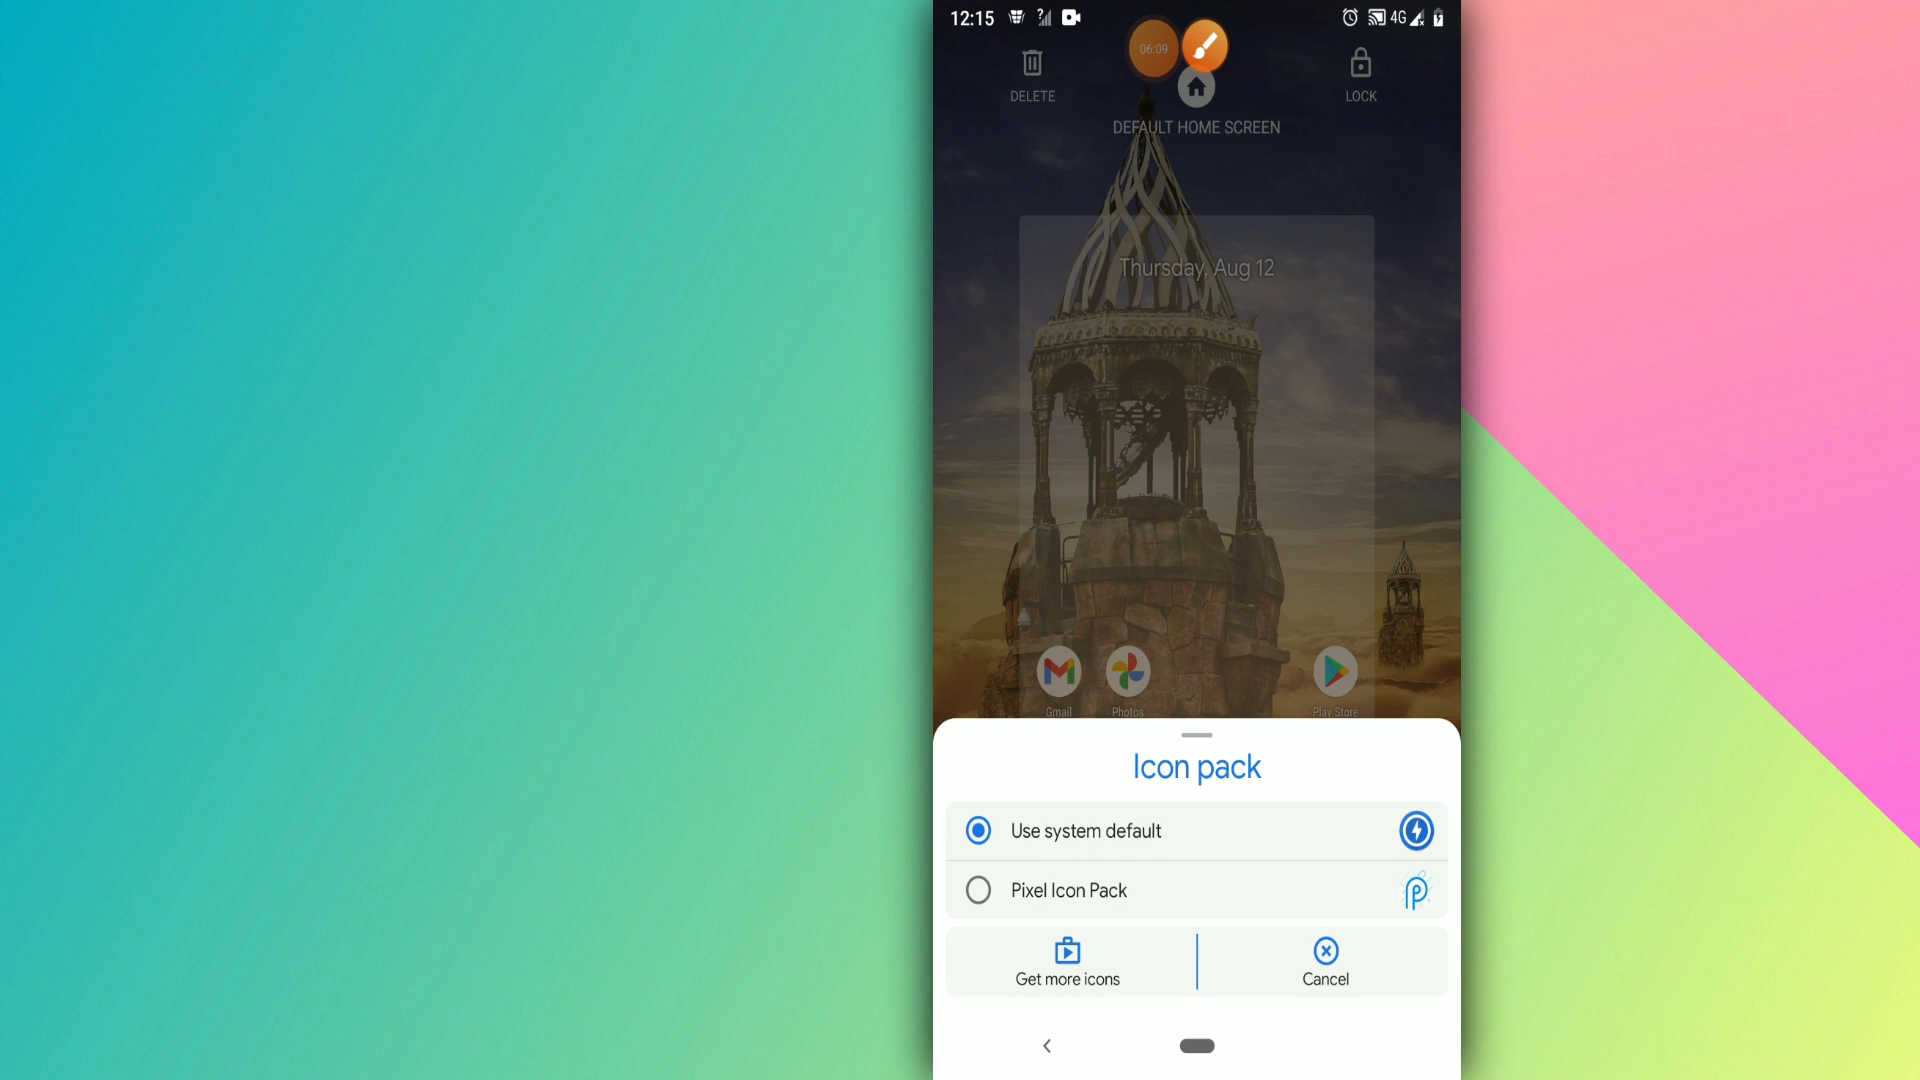 12:15
4G
06:09
DELETE
LOCK
DEFAULT HOME SCREEN
Thursday, Aug 12
Gmail
Photos
Play Store
Icon pack
Use system default
Pixel Icon Pack
Get more icons
Cancel